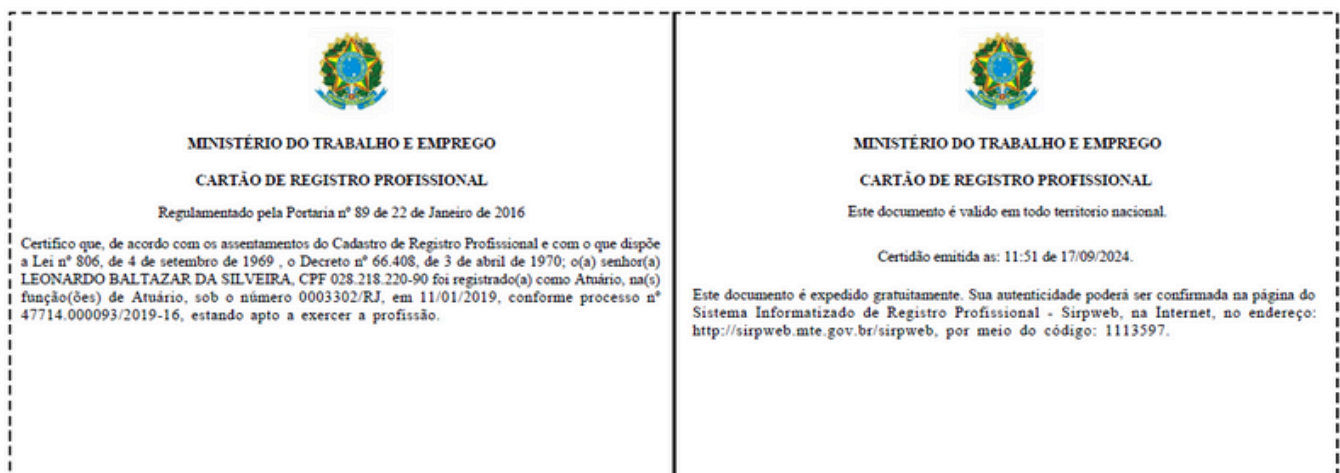 MINISTÉRIO DO TRABALHO E EMPREGO
CARTÃO DE REGISTRO PROFISSIONAL
Regulamentado pela Portaria nº 89 de 22 de Janeiro de 2016
Certifico que, de acordo com os assentamentos do Cadastro de Registro Profissional e com o que dispõe
a Lei nº 806, de 4 de setembro de 1969 , o Decreto nº 66.408, de 3 de abril de 1970; o(a) senhor(a)
LEONARDO BALTAZAR DA SILVEIRA, CPF 028.218.220-90 foi registrado(a) como Atuário, na(s)
função(ões) de Atuário, sob o número 0003302/RJ, em 11/01/2019, conforme processo nº
47714.000093/2019-16, estando apto a exercer a profissão.
MINISTÉRIO DO TRABALHO E EMPREGO
CARTÃO DE REGISTRO PROFISSIONAL
Este documento é valido em todo territorio nacional.
Certidão emitida as: 11:51 de 17/09/2024.
Este documento é expedido gratuitamente. Sua autenticidade poderá ser confirmada na página do
Sistema Informatizado de Registro Profissional - Sirpweb, na Internet, no endereço:
http://sirpweb.mte.gov.br/sirpweb, por meio do código: 1113597.